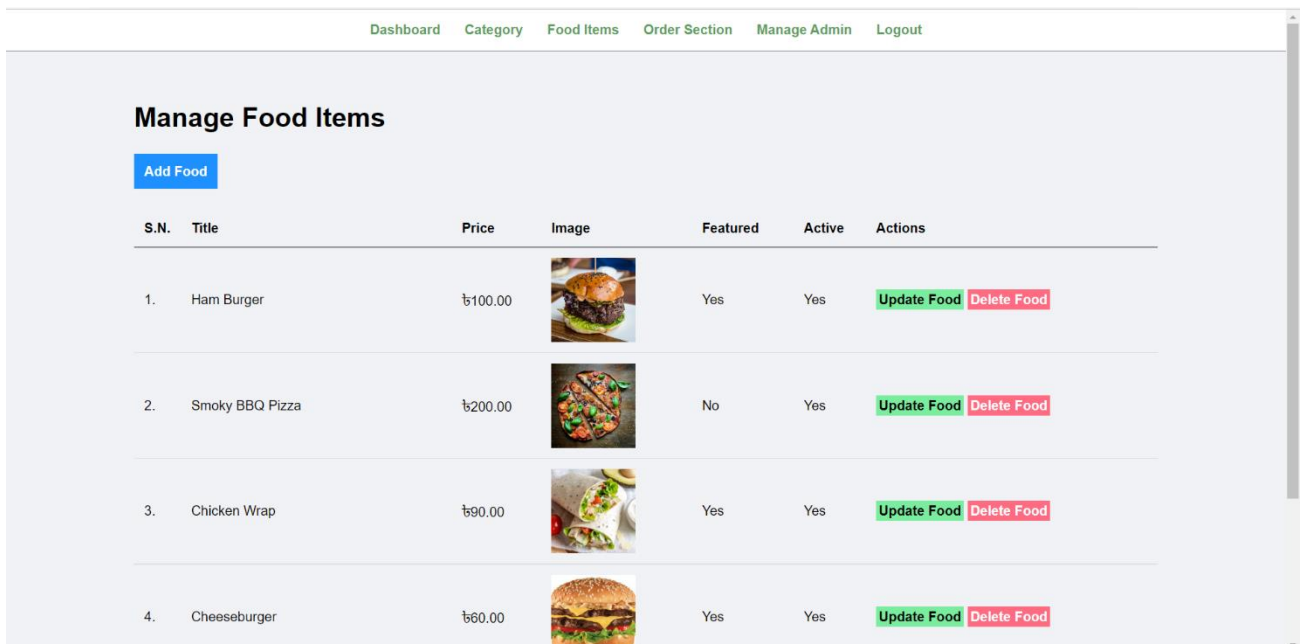 Dashboard Category Food Items Order Section Manage Admin Logout
Manage Food Items
Add Food
S.N. Title Price Image Featured Active Actions
1. Ham Burger ৳100.00 Yes Yes Update Food Delete Food
2. Smoky BBQ Pizza ৳200.00 No Yes Update Food Delete Food
3. Chicken Wrap ৳90.00 Yes Yes Update Food Delete Food
4. Cheeseburger ৳60.00 Yes Yes Update Food Delete Food